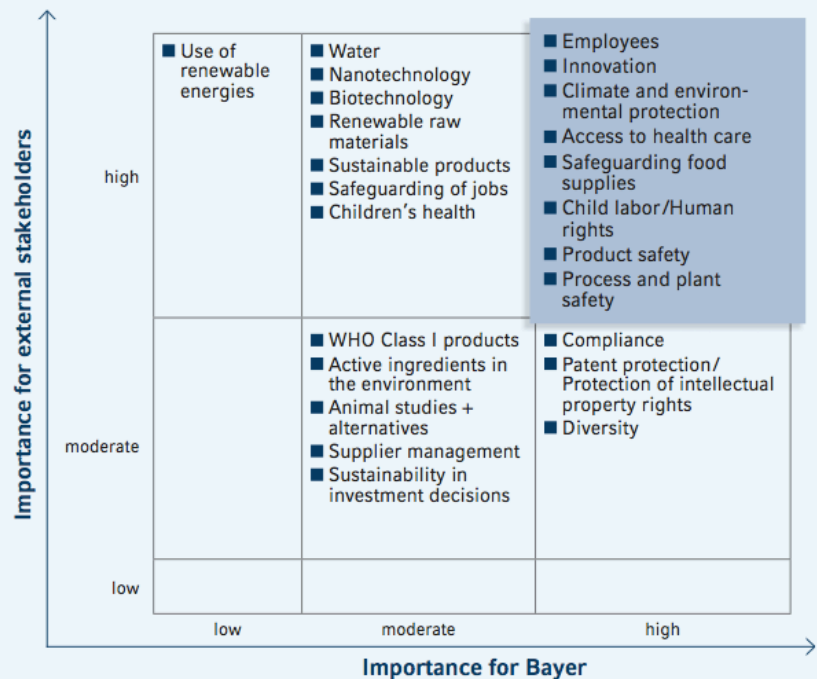 Importance for external stakeholders
high
moderate
low
■ Use of
renewable
energies
■ Water
■ Nanotechnology
■ Biotechnology
■ Renewable raw
materials
■ Sustainable products
■ Safeguarding of jobs
■ Children's health
■ Employees
■ Innovation
■ Climate and environ-
mental protection
■ Access to health care
■ Safeguarding food
supplies
■ Child labor/Human
rights
■ Product safety
■ Process and plant
safety
■ WHO Class I products
■ Active ingredients in
the environment
■ Animal studies +
alternatives
■ Supplier management
■ Sustainability in
investment decisions
■ Compliance
■ Patent protection/
Protection of intellectual
property rights
■ Diversity
low
moderate
high
Importance for Bayer